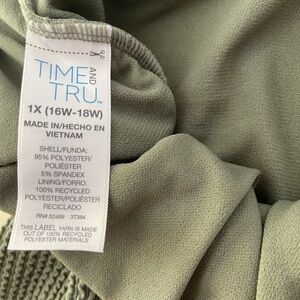 TIME AND
TRU
1X (16W-18W)
MADE IN/HECHO EN
VIETNAM
SHELL/FUNDA:
95% POLYESTER/
POLIÉSTER
5% SPANDEX
LINING/FORRO:
100% RECYCLED
POLYESTER/POLIÉSTER
RECICLADO
RN# 52469 3T384
THIS LABEL YARN IS MADE
OUT OF 100% RECYCLED
POLYESTER MATERIALS